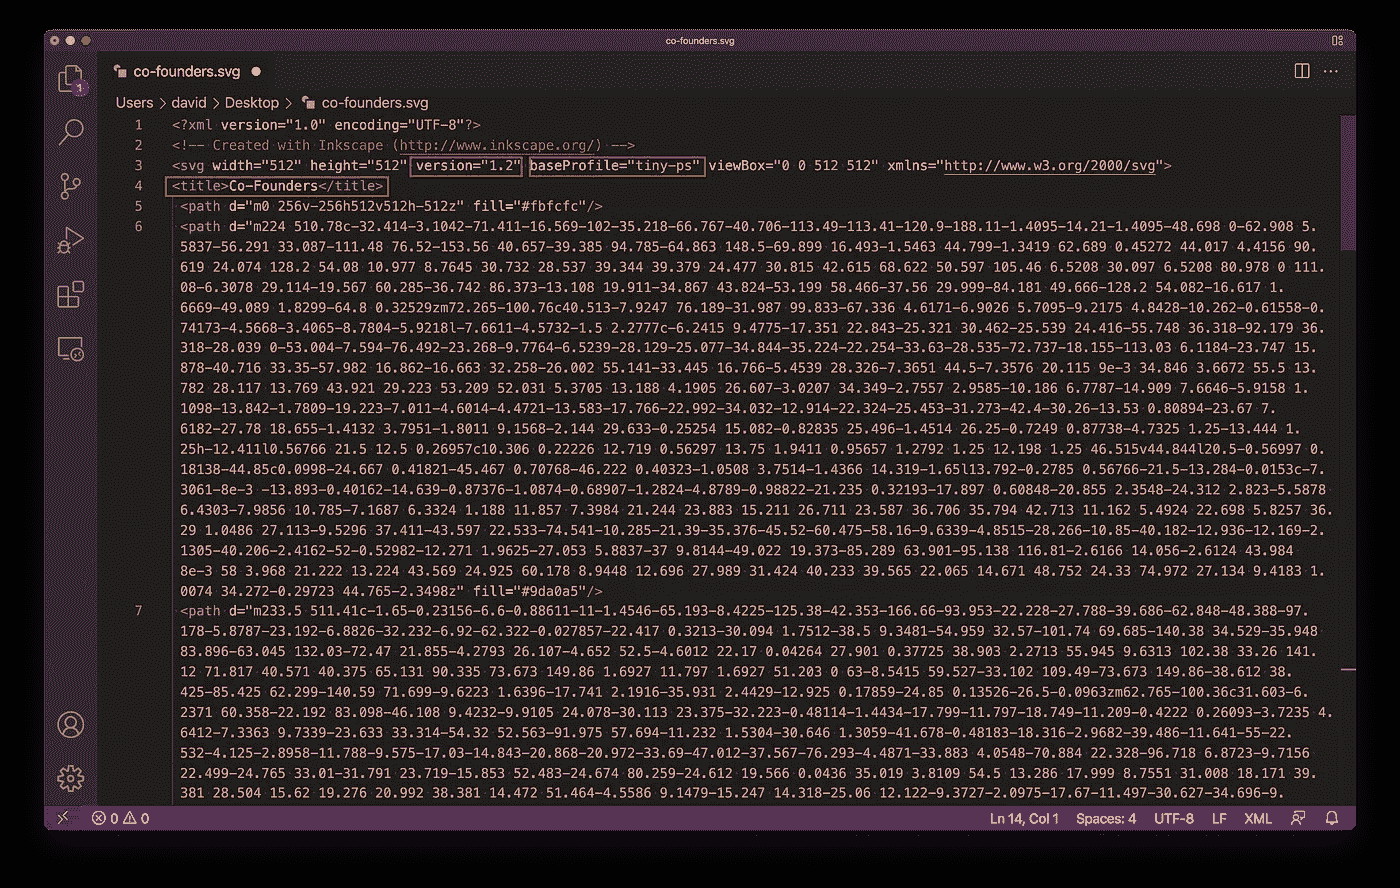 co-founders.svg
co-founders.svg
1
Users > david > Desktop > co-founders.svg
1 <?xml version="1.0" encoding="UTF-8"?>
2 <!-- Created with Inkscape (http://www.inkscape.org/) -->
3 <svg width="512" height="512" version="1.2" baseProfile="tiny-ps" viewBox="0 0 512 512" xmlns="http://www.w3.org/2000/svg">
4 <title>Co-Founders</title>
5 <path d="m0 256v-256h512v512h-512z" fill="#fbfcfc"/>
6 <path d="m224 510.78c-32.414-3.1042-71.411-16.569-102-35.218-66.767-40.706-113.49-113.41-120.9-188.11-1.4095-14.21-1.4095-48.698 0-62.908 5.
5837-56.291 33.087-111.48 76.52-153.56 40.657-39.385 94.785-64.863 148.5-69.899 16.493-1.5463 44.799-1.3419 62.689 0.45272 44.017 4.4156 90.
619 24.074 128.2 54.08 10.977 8.7645 30.732 28.537 39.344 39.379 24.477 30.815 42.615 68.622 50.597 105.46 6.5208 30.097 6.5208 80.978 0 111.
08-6.3078 29.114-19.567 60.285-36.742 86.373-13.108 19.911-34.867 43.824-53.199 58.466-37.56 29.999-84.181 49.666-128.2 54.082-16.617 1.
6669-49.089 1.8299-64.8 0.32529zm72.265-100.76c40.513-7.9247 76.189-31.987 99.833-67.336 4.6171-6.9026 5.7095-9.2175 4.8428-10.262-0.61558-0.
74173-4.5668-3.4065-8.7804-5.9218l-7.6611-4.5732-1.5 2.2777c-6.2415 9.4775-17.351 22.843-25.321 30.462-25.539 24.416-55.748 36.318-92.179 36.
318-28.039 0-53.004-7.594-76.492-23.268-9.7764-6.5239-28.129-25.077-34.844-35.224-22.254-33.63-28.535-72.737-18.155-113.03 6.1184-23.747 15.
878-40.716 33.35-57.982 16.862-16.663 32.258-26.002 55.141-33.445 16.766-5.4539 28.326-7.3651 44.5-7.3576 20.115 9e-3 34.846 3.6672 55.5 13.
782 28.117 13.769 43.921 29.223 53.209 52.031 5.3705 13.188 4.1905 26.607-3.0207 34.349-2.7557 2.9585-10.186 6.7787-14.909 7.6646-5.9158 1.
1098-13.842-1.7809-19.223-7.011-4.6014-4.4721-13.583-17.766-22.992-34.032-12.914-22.324-25.453-31.273-42.4-30.26-13.53 0.80894-23.67 7.
6182-27.78 18.655-1.4132 3.7951-1.8011 9.1568-2.144 29.633-0.25254 15.082-0.82835 25.496-1.4514 26.25-0.7249 0.87738-4.7325 1.25-13.444 1.
25h-12.411l0.56766 21.5 12.5 0.26957c10.306 0.22226 12.719 0.56297 13.75 1.9411 0.95657 1.2792 1.25 12.198 1.25 46.515v44.844l20.5-0.56997 0.
18138-44.85c0.0998-24.667 0.41821-45.467 0.70768-46.222 0.40323-1.0508 3.7514-1.4366 14.319-1.65l13.792-0.2785 0.56766-21.5-13.284-0.0153c-7.
3061-8e-3 -13.893-0.40162-14.639-0.87376-1.0874-0.68907-1.2824-4.8789-0.98822-21.235 0.32193-17.897 0.60848-20.855 2.3548-24.312 2.823-5.5878
6.4303-7.9856 10.785-7.1687 6.3324 1.188 11.857 7.3984 21.244 23.883 15.211 26.711 23.587 36.706 35.794 42.713 11.162 5.4924 22.698 5.8257 36.
29 1.0486 27.113-9.5296 37.411-43.597 22.533-74.541-10.285-21.39-35.376-45.52-60.475-58.16-9.6339-4.8515-28.266-10.85-40.182-12.936-12.169-2.
1305-40.206-2.4162-52-0.52982-12.271 1.9625-27.053 5.8837-37 9.8144-49.022 19.373-85.289 63.901-95.138 116.81-2.6166 14.056-2.6124 43.984
8e-3 58 3.968 21.222 13.224 43.569 24.925 60.178 8.9448 12.696 27.989 31.424 40.233 39.565 22.065 14.671 48.752 24.33 74.972 27.134 9.4183 1.
0074 34.272-0.29723 44.765-2.3498z" fill="#9da0a5"/>
7 <path d="m233.5 511.41c-1.65-0.23156-6.6-0.88611-11-1.4546-65.193-8.4225-125.38-42.353-166.66-93.953-22.228-27.788-39.686-62.848-48.388-97.
178-5.8787-23.192-6.8826-32.232-6.92-62.322-0.027857-22.417 0.3213-30.094 1.7512-38.5 9.3481-54.959 32.57-101.74 69.685-140.38 34.529-35.948
83.896-63.045 132.03-72.47 21.855-4.2793 26.107-4.652 52.5-4.6012 22.17 0.04264 27.901 0.37725 38.903 2.2713 55.945 9.6313 102.38 33.26 141.
12 71.817 40.571 40.375 65.131 90.335 73.673 149.86 1.6927 11.797 1.6927 51.203 0 63-8.5415 59.527-33.102 109.49-73.673 149.86-38.612 38.
425-85.425 62.299-140.59 71.699-9.6223 1.6396-17.741 2.1916-35.931 2.4429-12.925 0.17859-24.85 0.13526-26.5-0.0963zm62.765-100.36c31.603-6.
2371 60.358-22.192 83.098-46.108 9.4232-9.9105 24.078-30.113 23.375-32.223-0.48114-1.4434-17.799-11.797-18.749-11.209-0.4222 0.26093-3.7235 4.
6412-7.3363 9.7339-23.633 33.314-54.32 52.563-91.975 57.694-11.232 1.5304-30.646 1.3059-41.678-0.48183-18.316-2.9682-39.486-11.641-55-22.
532-4.125-2.8958-11.788-9.575-17.03-14.843-20.868-20.972-33.69-47.012-37.567-76.293-4.4871-33.883 4.0548-70.884 22.328-96.718 6.8723-9.7156
22.499-24.765 33.01-31.791 23.719-15.853 52.483-24.674 80.259-24.612 19.566 0.0436 35.019 3.8109 54.5 13.286 17.999 8.7551 31.008 18.171 39.
381 28.504 15.62 19.276 20.992 38.381 14.472 51.464-4.5586 9.1479-15.247 14.318-25.06 12.122-9.3727-2.0975-17.67-11.497-30.627-34.696-9.
0 0 Ln 14, Col 1 Spaces: 4 UTF-8 LF XML